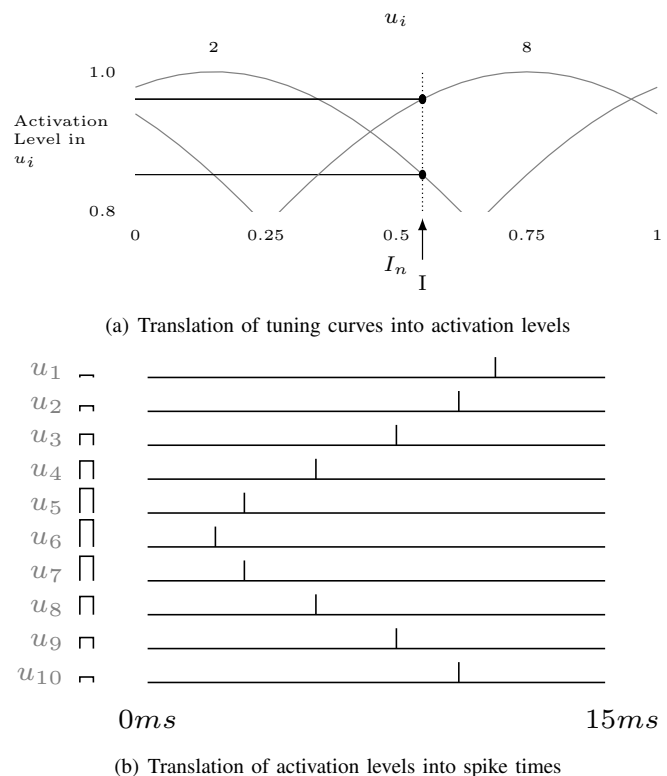 u_i
2 8
1.0
Activation
Level in
u_i
0.8
0 0.25 0.5 0.75 1
I_n
I
(a) Translation of tuning curves into activation levels
u_1
u_2
u_3
u_4
u_5
u_6
u_7
u_8
u_9
u_10
0ms 15ms
(b) Translation of activation levels into spike times